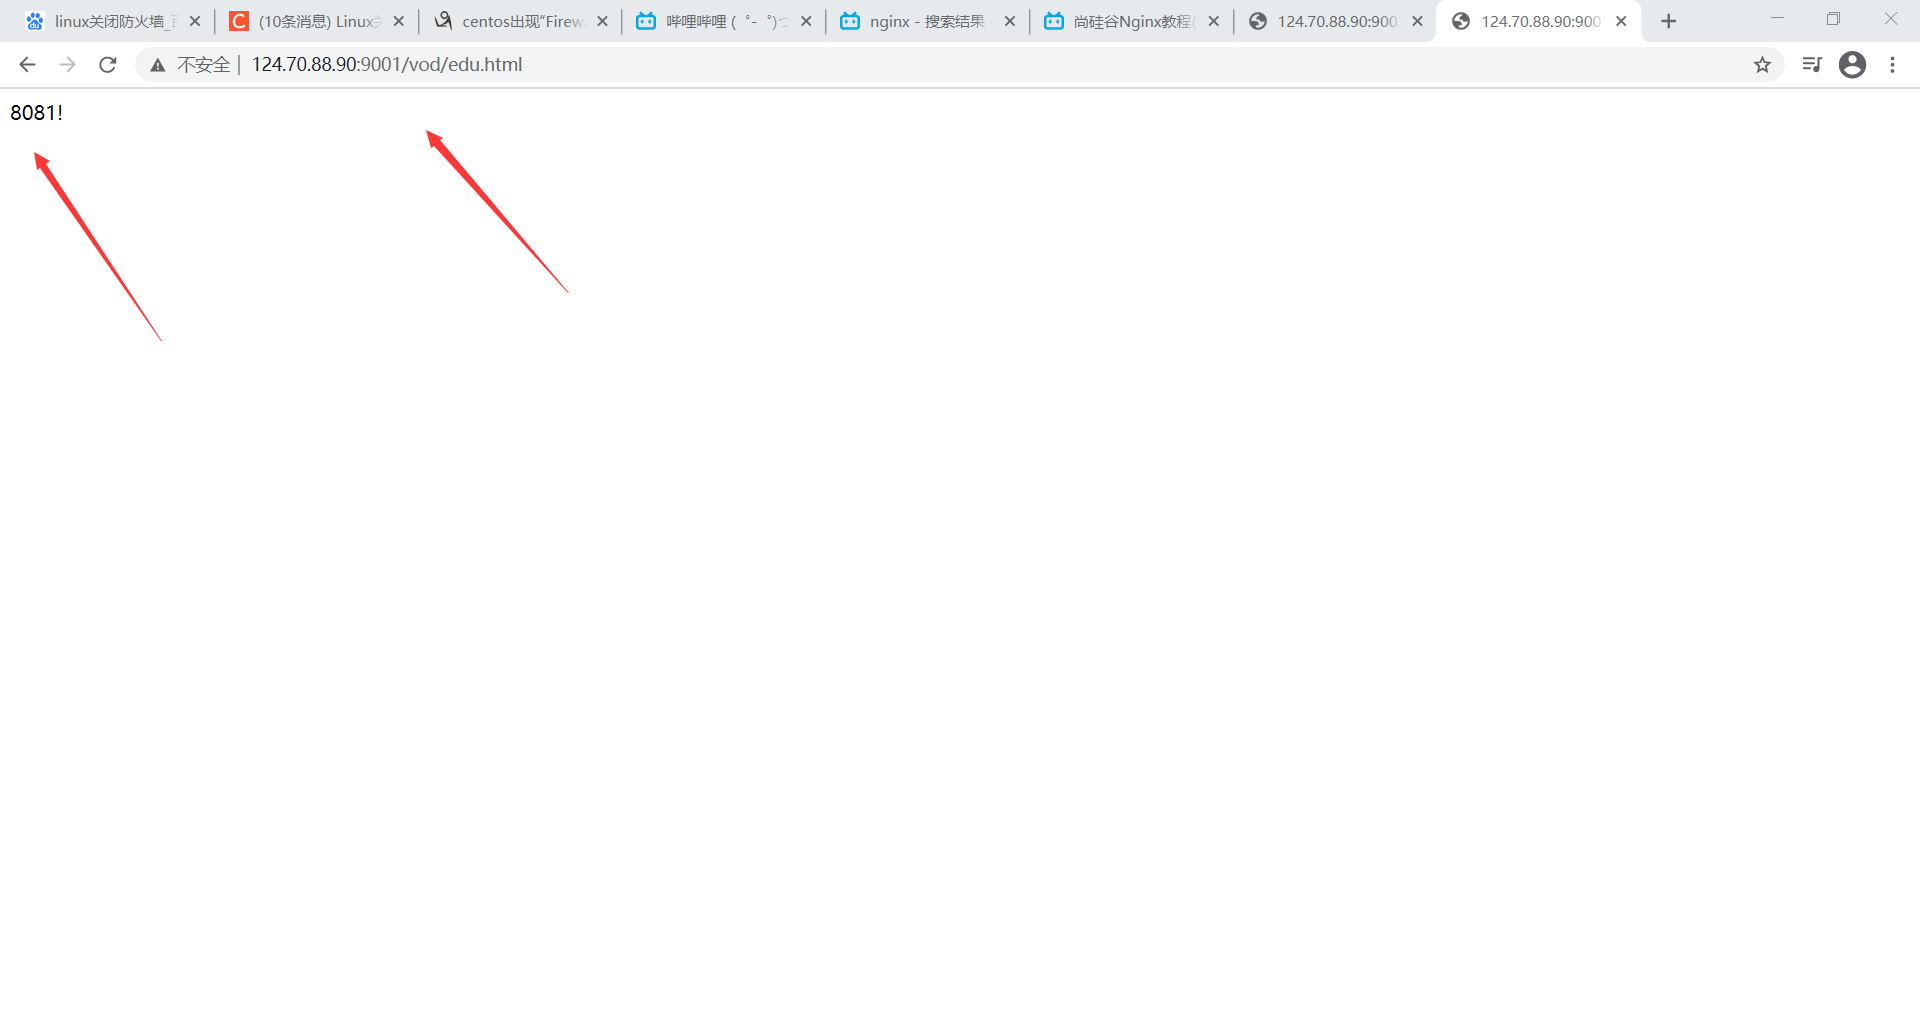 linux关闭防火墙_
(10条消息) Linux
centos出现“Firew
哔哩哔哩 ( ゜- ゜)つ
nginx - 搜索结果
尚硅谷Nginx教程(
124.70.88.90:900
124.70.88.90:900
不安全 | 124.70.88.90:9001/vod/edu.html
8081!